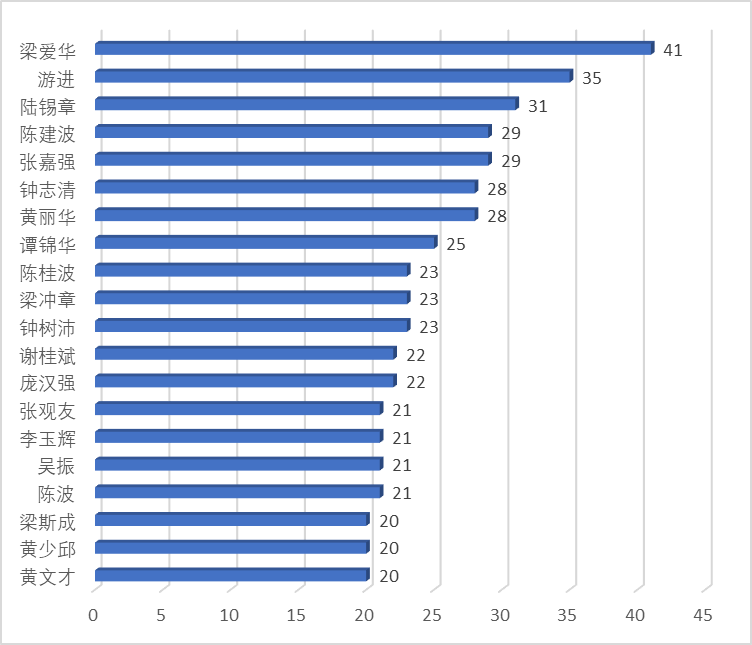 梁爱华 41
游进 35
陆锡章 31
陈建波 29
张嘉强 29
钟志清 28
黄丽华 28
谭锦华 25
陈桂波 23
梁冲章 23
钟树沛 23
谢桂斌 22
庞汉强 22
张观友 21
李玉辉 21
吴振 21
陈波 21
梁斯成 20
黄少邱 20
黄文才 20
0 5 10 15 20 25 30 35 40 45